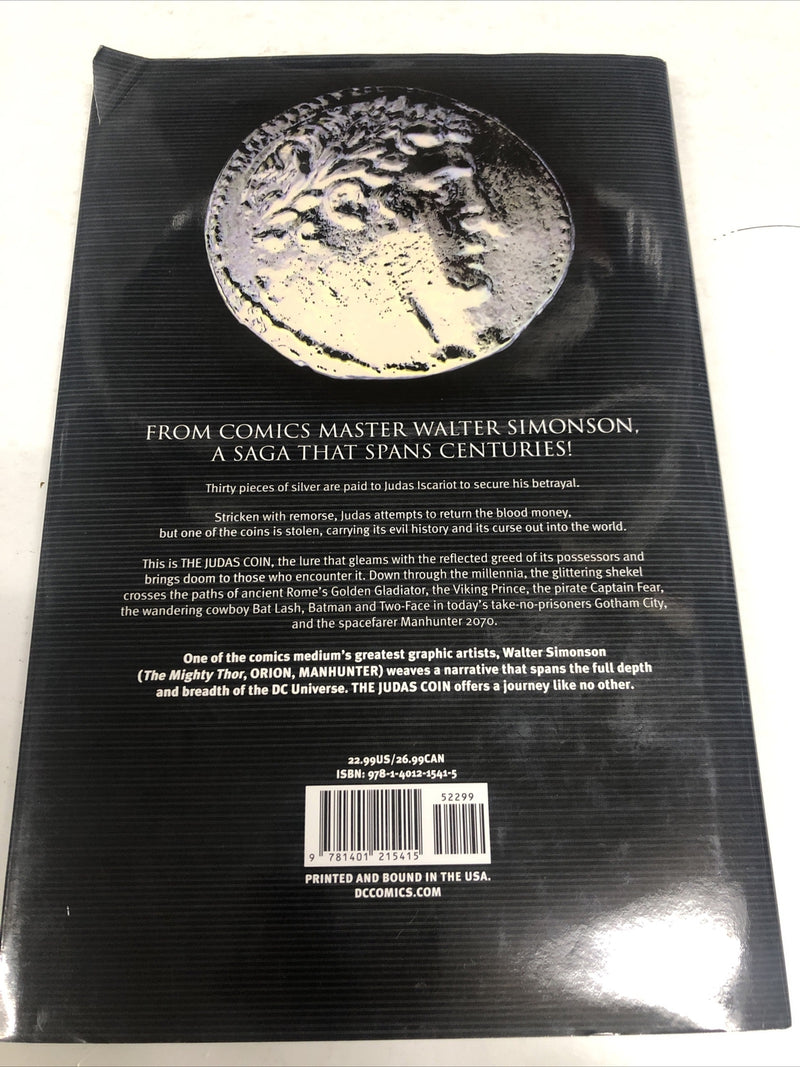 FROM COMICS MASTER WALTER SIMONSON,
A SAGA THAT SPANS CENTURIES!
Thirty pieces of silver are paid to Judas Iscariot to secure his betrayal.
Stricken with remorse, Judas attempts to return the blood money,
but one of the coins is stolen, carrying its evil history and its curse out into the world.
This is THE JUDAS COIN, the lure that gleams with the reflected greed of its possessors and
brings doom to those who encounter it. Down through the millennia, the glittering shekel
crosses the paths of ancient Rome's Golden Gladiator, the Viking Prince, the pirate Captain Fear,
the wandering cowboy Bat Lash, Batman and Two-Face in today's take-no-prisoners Gotham City,
and the spacefarer Manhunter 2070.
One of the comics medium's greatest graphic artists, Walter Simonson
(The Mighty Thor, ORION, MANHUNTER) weaves a narrative that spans the full depth
and breadth of the DC Universe. THE JUDAS COIN offers a journey like no other.
22.99US/26.99CAN
ISBN: 978-1-4012-1541-5
52299
9 781401 215415
PRINTED AND BOUND IN THE USA.
DCCOMICS.COM